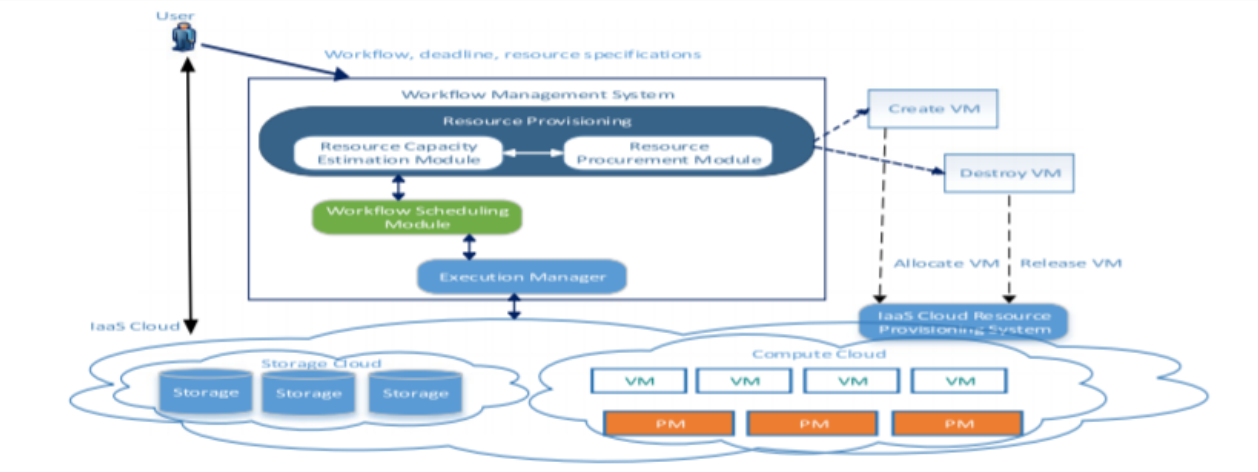 User
Workflow, deadline, resource specifications
Workflow Management System
Resource Provisioning
Resource Capacity
Estimation Module
Resource
Procurement Module
Workflow Scheduling
Module
Execution Manager
Create VM
Destroy VM
Allocate VM
Release VM
IaaS Cloud Resource
Provisioning System
IaaS Cloud
Storage Cloud
Storage
Storage
Storage
Compute Cloud
VM
VM
VM
VM
PM
PM
PM